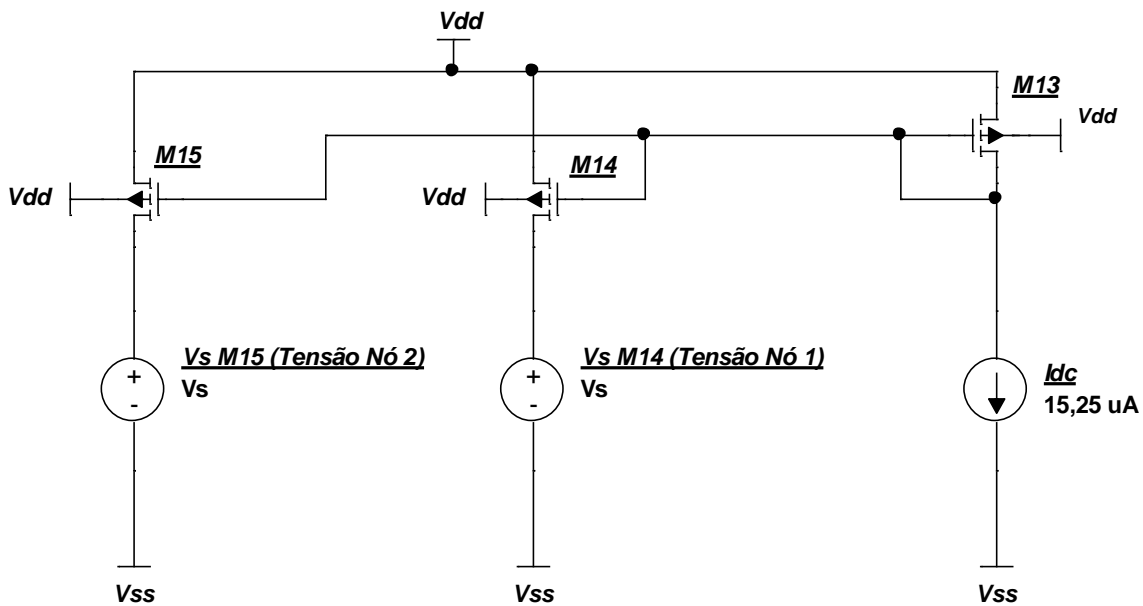 Vdd
M13
Vdd
M15
M14
Vdd
Vdd
Vs M15 (Tensão Nó 2)
Vs
Vs M14 (Tensão Nó 1)
Vs
Idc
15,25 uA
Vss
Vss
Vss